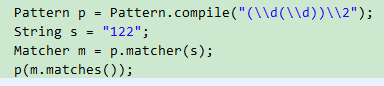 Pattern p = Pattern.compile("(\\d(\\d))\\2");
String s = "122";
Matcher m = p.matcher(s);
p(m.matches());